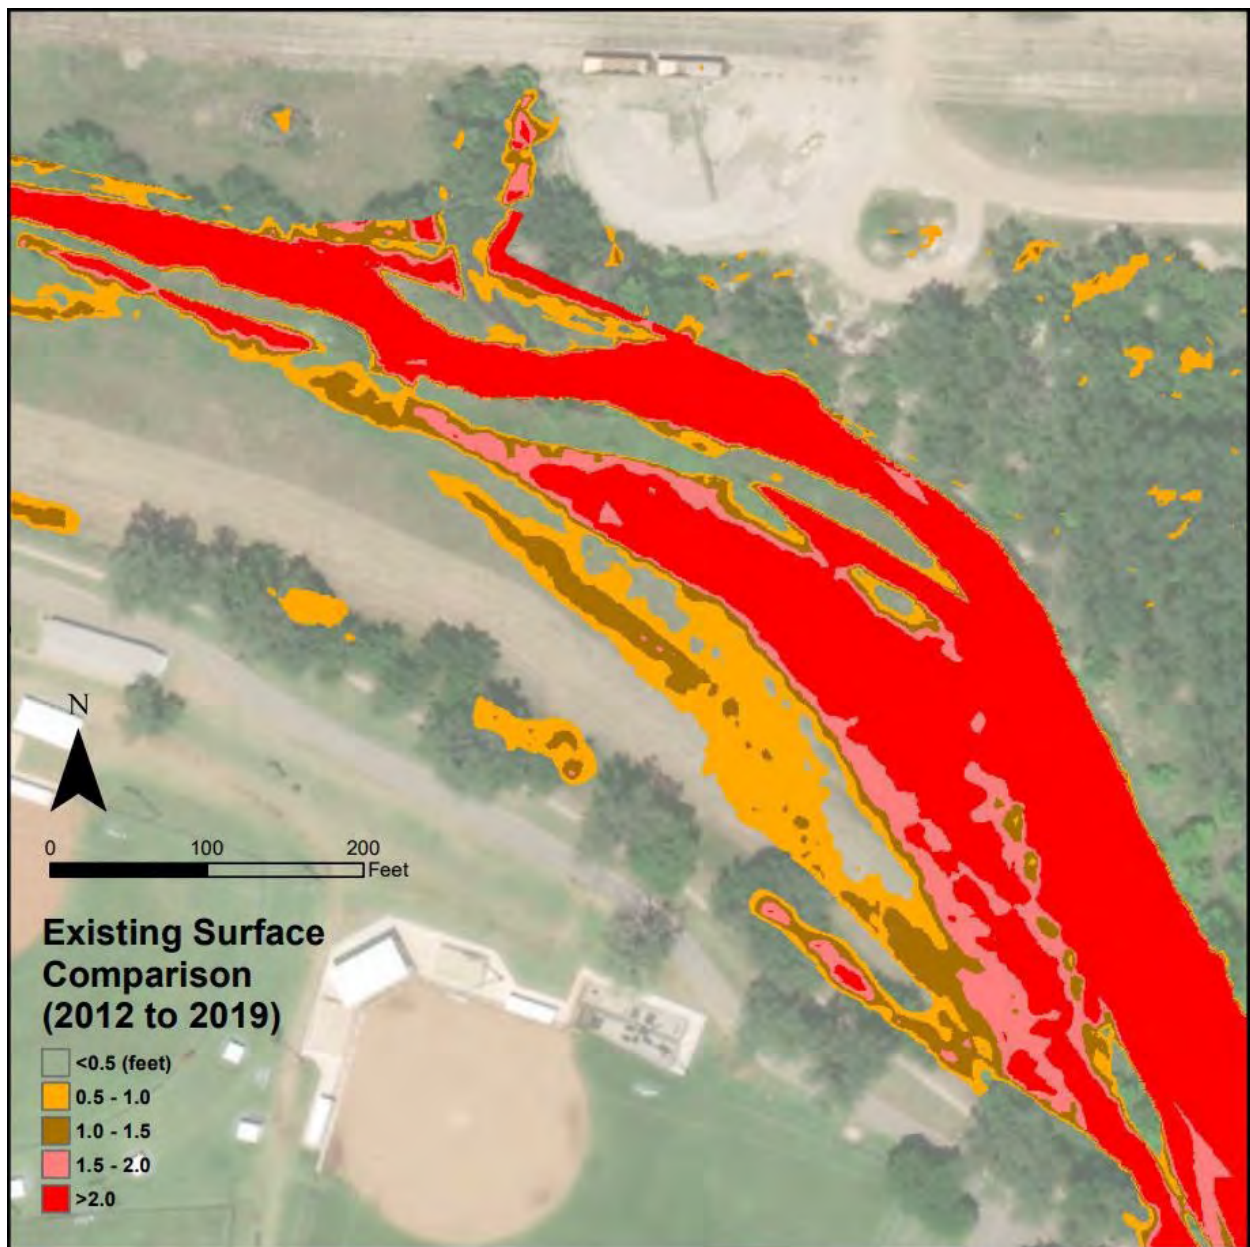 N
0 100 200
Feet
Existing Surface
Comparison
(2012 to 2019)
<0.5 (feet)
0.5 - 1.0
1.0 - 1.5
1.5 - 2.0
>2.0